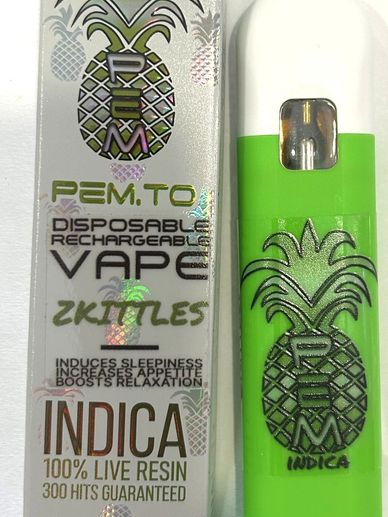 PEM
PEM.TO
DISPOSABLE
RECHARGEABLE
VAPE
ZKITTLES
INDUCES SLEEPINESS
INCREASES APPETITE
BOOSTS RELAXATION
INDICA
100% LIVE RESIN
300 HITS GUARANTEED
PEM
INDICA